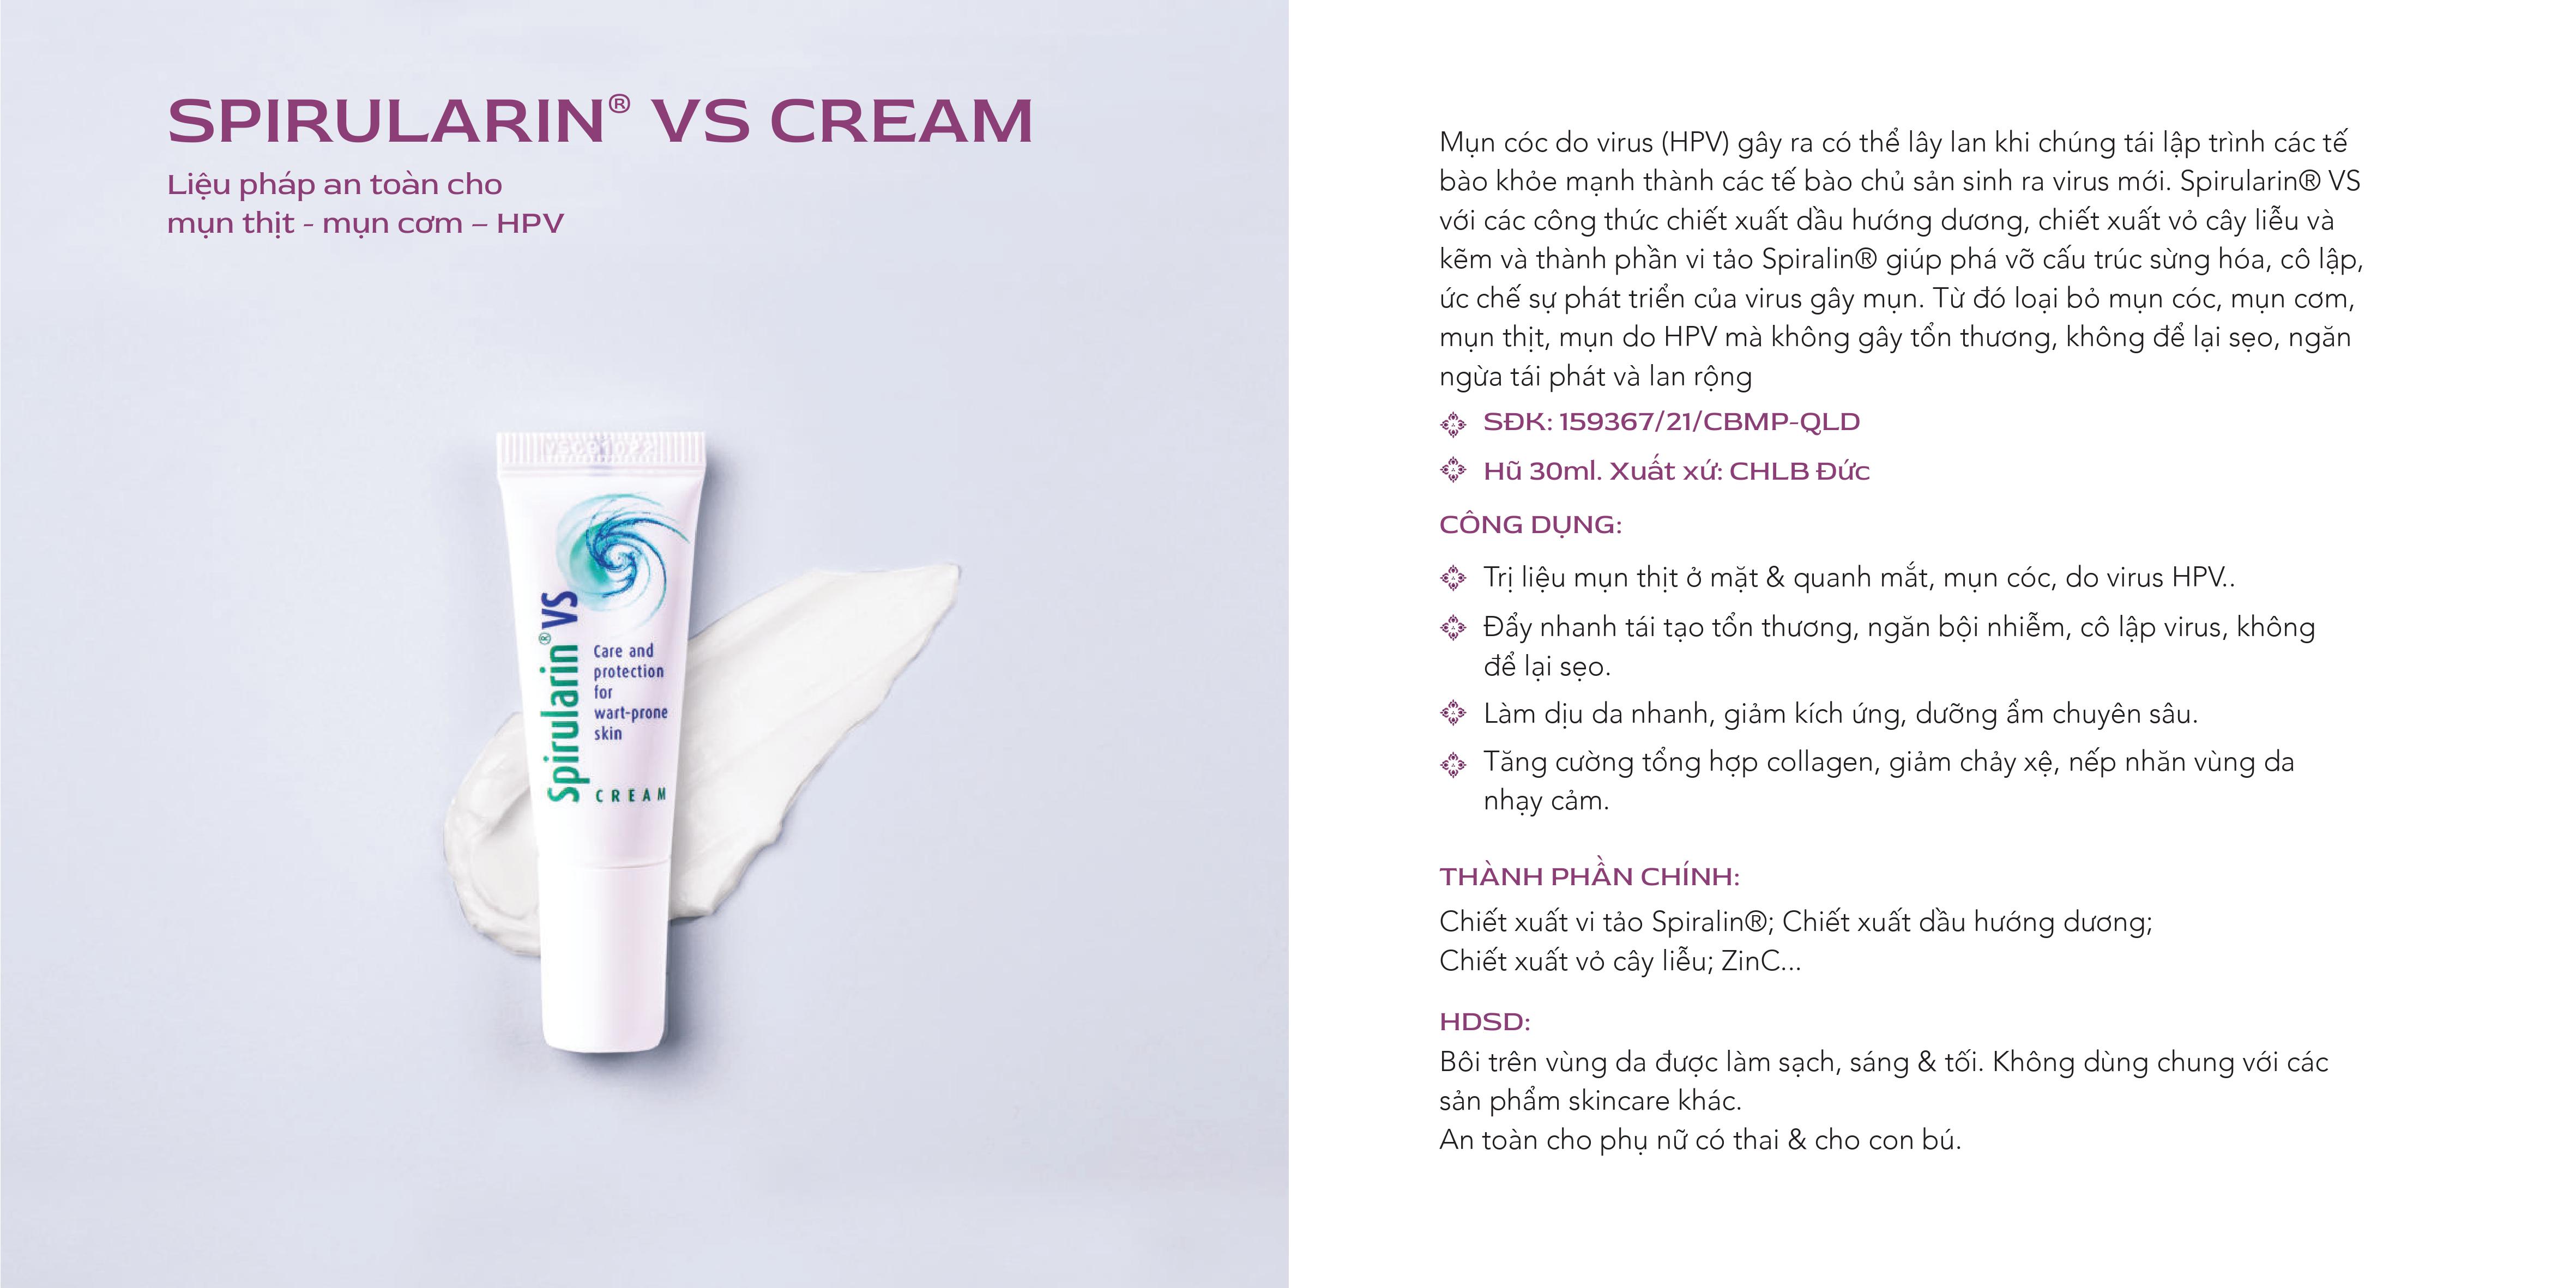 SPIRULARIN® VS CREAM
Liệu pháp an toàn cho
mụn thịt - mụn cơm – HPV
Spirularin® VS
Care and
protection
for
wart-prone
skin
CREAM
Mụn cóc do virus (HPV) gây ra có thể lây lan khi chúng tái lập trình các tế
bào khỏe mạnh thành các tế bào chủ sản sinh ra virus mới. Spirularin® VS
với các công thức chiết xuất dầu hướng dương, chiết xuất vỏ cây liễu và
kẽm và thành phần vi tảo Spiralin® giúp phá vỡ cấu trúc sừng hóa, cô lập,
ức chế sự phát triển của virus gây mụn. Từ đó loại bỏ mụn cóc, mụn cơm,
mụn thịt, mụn do HPV mà không gây tổn thương, không để lại sẹo, ngăn
ngừa tái phát và lan rộng
SĐK: 159367/21/CBMP-QLD
Hũ 30ml. Xuất xứ: CHLB Đức
CÔNG DỤNG:
Trị liệu mụn thịt ở mặt & quanh mắt, mụn cóc, do virus HPV..
Đẩy nhanh tái tạo tổn thương, ngăn bội nhiễm, cô lập virus, không
để lại sẹo.
Làm dịu da nhanh, giảm kích ứng, dưỡng ẩm chuyên sâu.
Tăng cường tổng hợp collagen, giảm chảy xệ, nếp nhăn vùng da
nhạy cảm.
THÀNH PHẦN CHÍNH:
Chiết xuất vi tảo Spiralin®; Chiết xuất dầu hướng dương;
Chiết xuất vỏ cây liễu; ZinC...
HDSD:
Bôi trên vùng da được làm sạch, sáng & tối. Không dùng chung với các
sản phẩm skincare khác.
An toàn cho phụ nữ có thai & cho con bú.